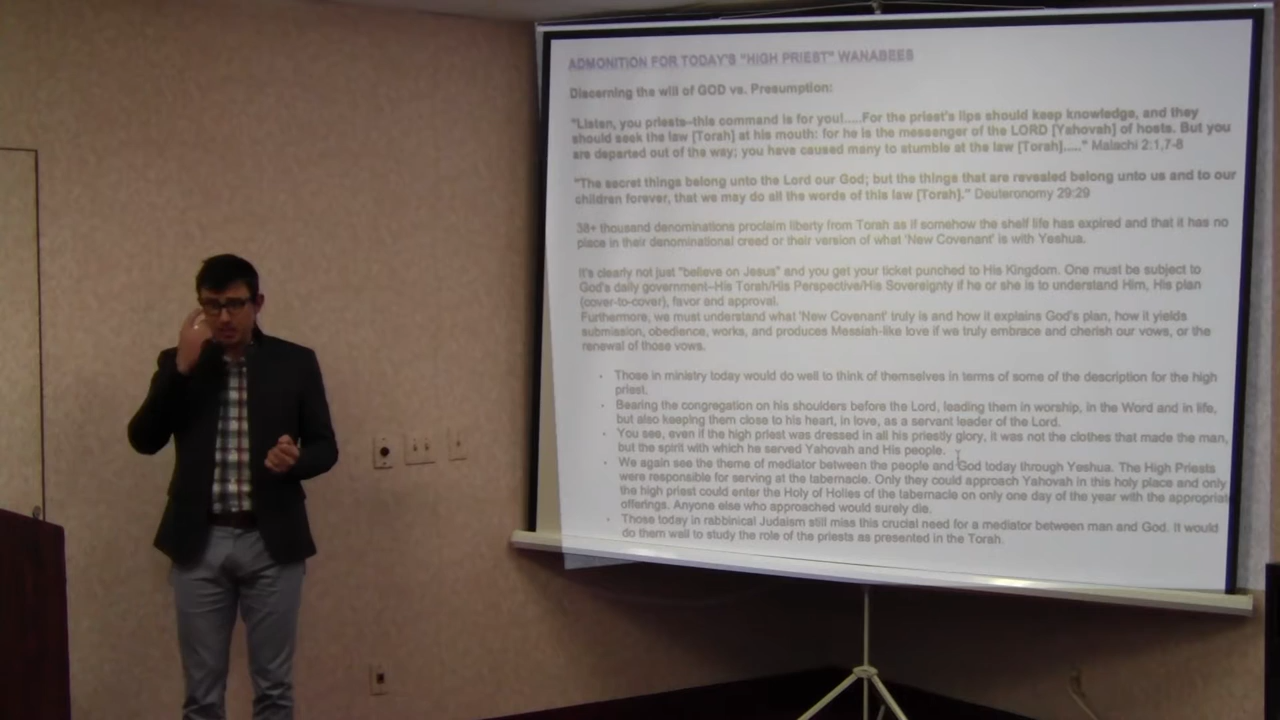 ADMONITION FOR TODAY'S "HIGH PRIEST" WANABEES
Discerning the will of GOD vs. Presumption:
"Listen, you priests–this command is for you!.....For the priest's lips should keep knowledge, and they
should seek the law [Torah] at his mouth: for he is the messenger of the LORD [Yahovah] of hosts. But you
are departed out of the way; you have caused many to stumble at the law [Torah]....." Malachi 2:1,7-8
"The secret things belong unto the Lord our God; but the things that are revealed belong unto us and to our
children forever, that we may do all the words of this law [Torah]." Deuteronomy 29:29
38+ thousand denominations proclaim liberty from Torah as if somehow the shelf life has expired and that it has no
place in their denominational creed or their version of what 'New Covenant' is with Yeshua.
It's clearly not just "believe on Jesus" and you get your ticket punched to His Kingdom. One must be subject to
God's daily government–His Torah/His Perspective/His Sovereignty if he or she is to understand Him, His plan
(cover-to-cover), favor and approval.
Furthermore, we must understand what 'New Covenant' truly is and how it explains God's plan, how it yields
submission, obedience, works, and produces Messiah-like love if we truly embrace and cherish our vows, or the
renewal of those vows.
• Those in ministry today would do well to think of themselves in terms of some of the description for the high
priest.
• Bearing the congregation on his shoulders before the Lord, leading them in worship, in the Word and in life,
but also keeping them close to his heart, in love, as a servant leader of the Lord.
• You see, even if the high priest was dressed in all his priestly glory, it was not the clothes that made the man,
but the spirit with which he served Yahovah and His people.
• We again see the theme of mediator between the people and God today through Yeshua. The High Priests
were responsible for serving at the tabernacle. Only they could approach Yahovah in this holy place and only
the high priest could enter the Holy of Holies of the tabernacle on only one day of the year with the appropriat
offerings. Anyone else who approached would surely die.
• Those today in rabbinical Judaism still miss this crucial need for a mediator between man and God. It would
do them well to study the role of the priests as presented in the Torah.